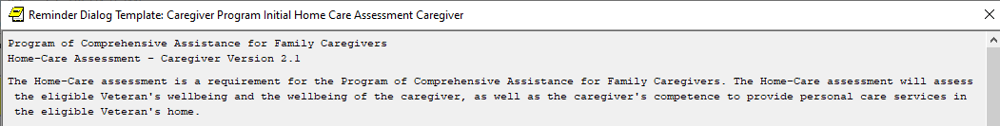 Reminder Dialog Template: Caregiver Program Initial Home Care Assessment Caregiver
Program of Comprehensive Assistance for Family Caregivers
Home-Care Assessment - Caregiver Version 2.1
The Home-Care assessment is a requirement for the Program of Comprehensive Assistance for Family Caregivers. The Home-Care assessment will assess
the eligible Veteran's wellbeing and the wellbeing of the caregiver, as well as the caregiver's competence to provide personal care services in
the eligible Veteran's home.